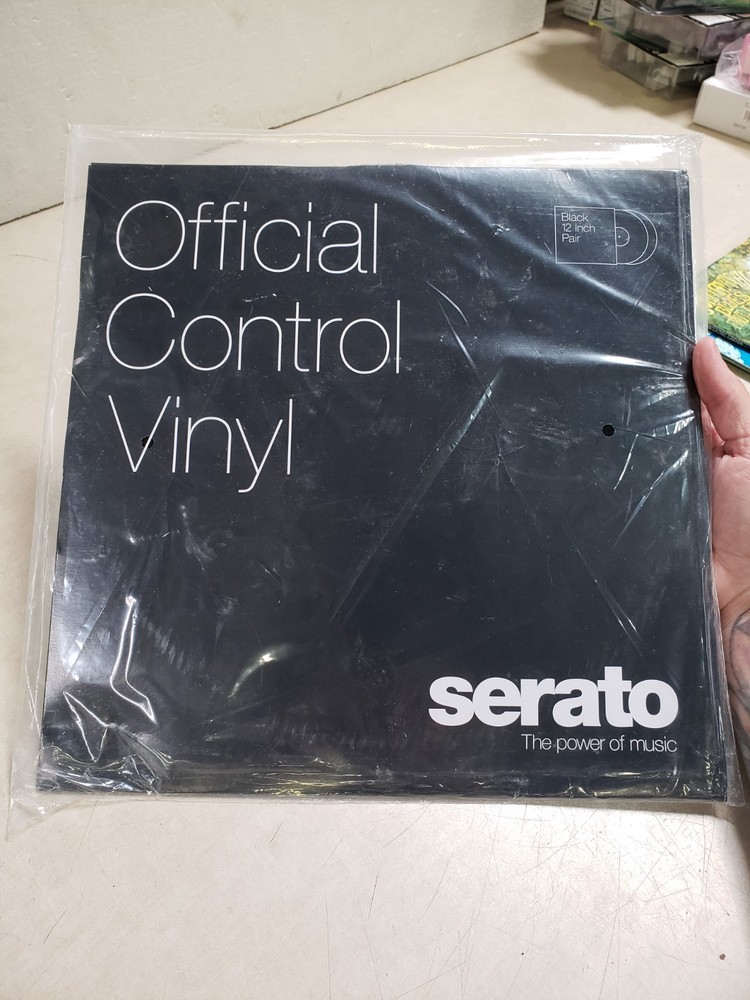 Official
Control
Vinyl
Black
12 Inch
Pair
serato
The power of music